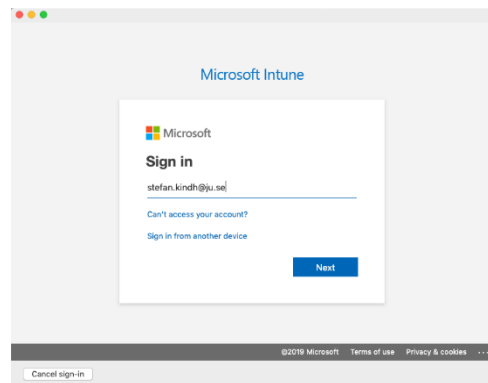 Microsoft Intune
Microsoft
Sign in
stefan.kindh@ju.se
Can't access your account?
Sign in from another device
Next
©2019 Microsoft Terms of use Privacy & cookies ...
Cancel sign-in